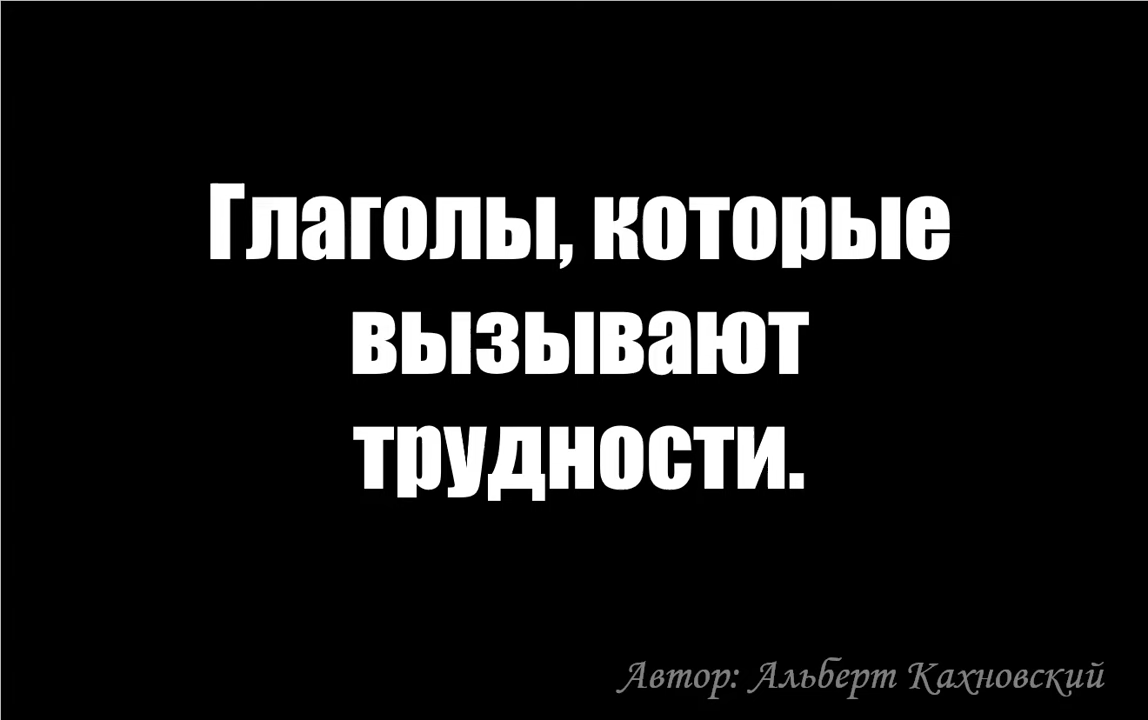 Глаголы, которые
вызывают
трудности.
Автор: Альберт Кахновский